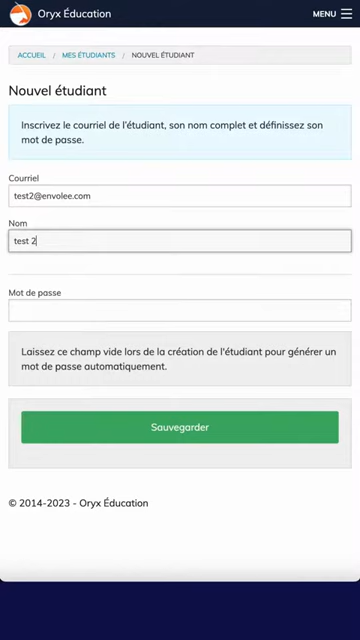 Oryx Éducation
MENU
ACCUEIL / MES ÉTUDIANTS / NOUVEL ÉTUDIANT
Nouvel étudiant
Inscrivez le courriel de l'étudiant, son nom complet et définissez son
mot de passe.
Courriel
test2@envolee.com
Nom
test 2
Mot de passe
Laissez ce champ vide lors de la création de l'étudiant pour générer un
mot de passe automatiquement.
Sauvegarder
© 2014-2023 - Oryx Éducation